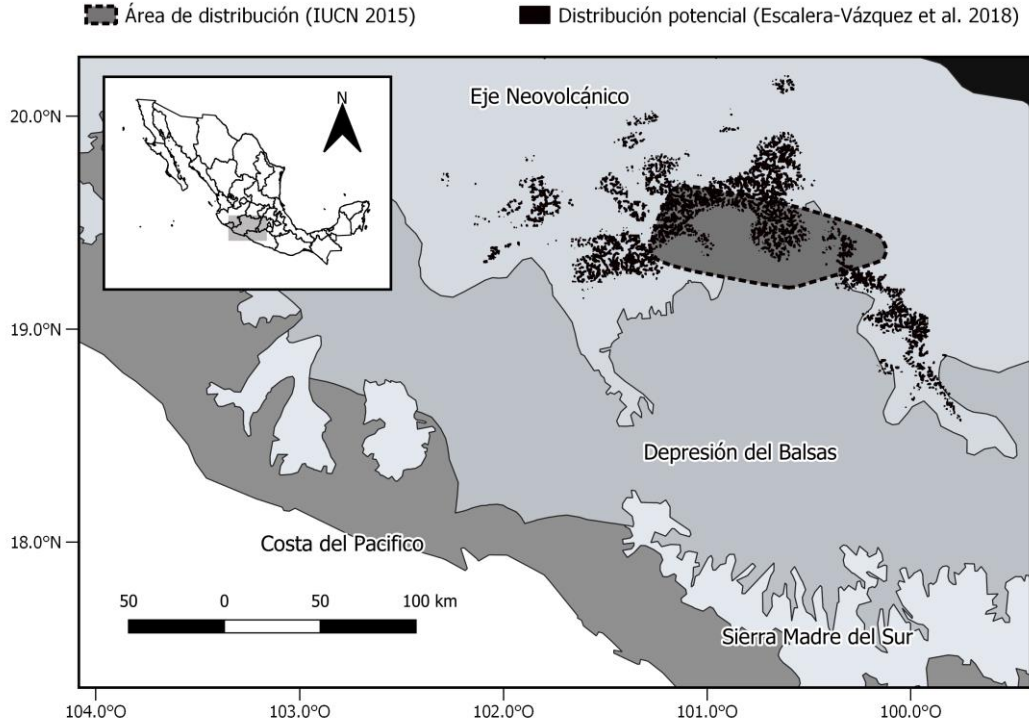 Área de distribución (IUCN 2015)
Distribución potencial (Escalera-Vázquez et al. 2018)
Eje Neovolcánico
N
20.0°N
19.0°N
Depresión del Balsas
18.0°N
Costa del Pacifico
50 0 50 100 km
Sierra Madre del Sur
104.0°O 103.0°O 102.0°O 101.0°O 100.0°O